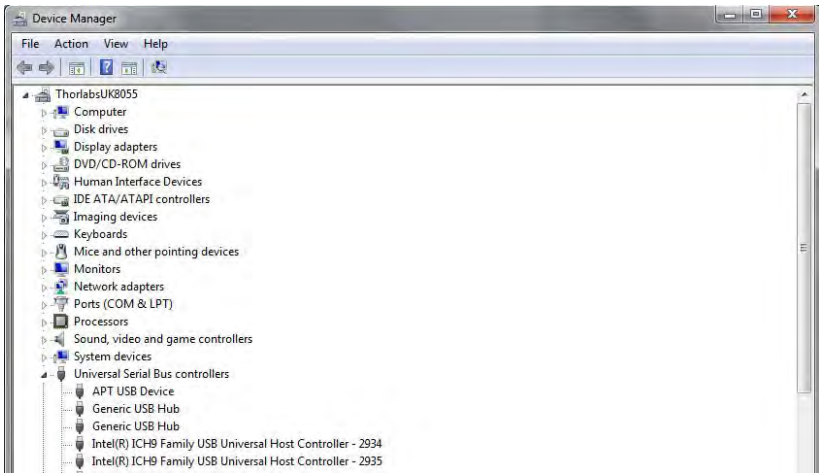 Device Manager
File Action View Help
ThorlabsUK8055
Computer
Disk drives
Display adapters
DVD/CD-ROM drives
Human Interface Devices
IDE ATA/ATAPI controllers
Imaging devices
Keyboards
Mice and other pointing devices
Monitors
Network adapters
Ports (COM & LPT)
Processors
Sound, video and game controllers
System devices
Universal Serial Bus controllers
APT USB Device
Generic USB Hub
Generic USB Hub
Intel(R) ICH9 Family USB Universal Host Controller - 2934
Intel(R) ICH9 Family USB Universal Host Controller - 2935